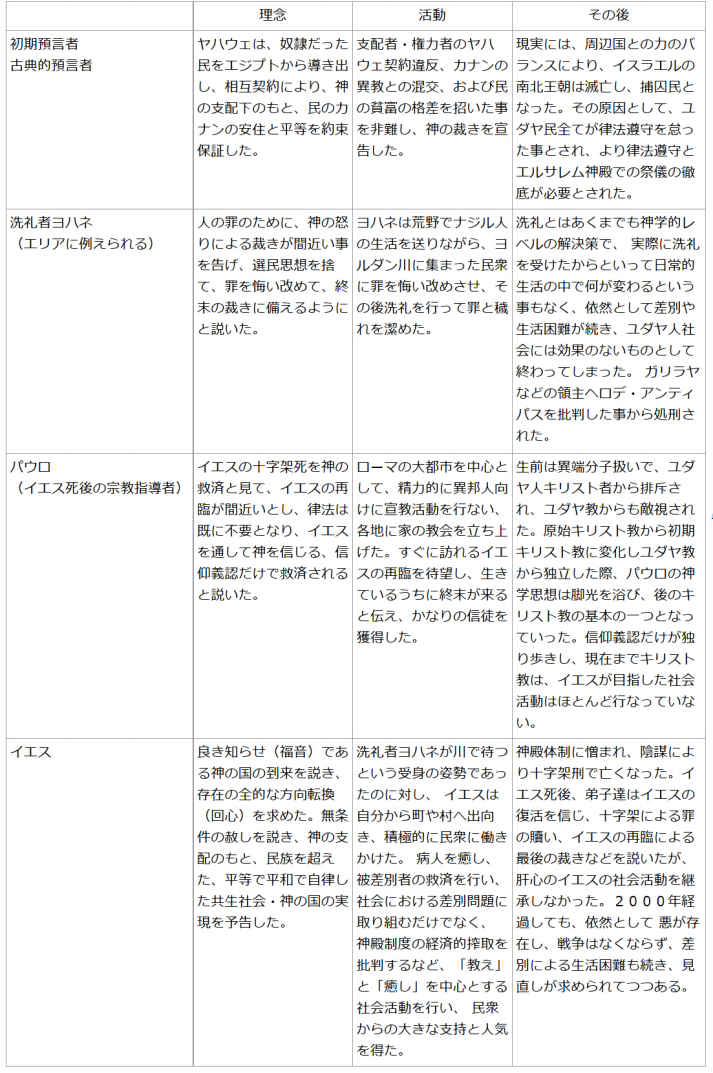 理念
活動
その後
初期預言者
古典的預言者
ヤハウェは、奴隷だった
民をエジプトから導き出
し、相互契約により、神
の支配下のもと、民のカ
ナンの安住と平等を約束
保証した。
支配者・権力者のヤハ
ウェ契約違反、カナンの
異教との混交、および民
の貧富の格差を招いた事
を非難し、神の裁きを宣
告した。
現実には、周辺国との力のバ
ランスにより、イスラエルの
南北王朝は滅亡し、捕囚民と
なった。その原因として、ユ
ダヤ民全てが律法遵守を怠っ
た事とされ、より律法遵守と
エルサレム神殿での祭儀の徹
底が必要とされた。
洗礼者ヨハネ
（エリアに例えられる）
人の罪のために、神の怒
りによる裁きが間近い事
を告げ、選民思想を捨
て、罪を悔い改めて、終
末の裁きに備えるように
と説いた。
ヨハネは荒野でナジル人
の生活を送りながら、ヨ
ルダン川に集まった民衆
に罪を悔い改めさせ、そ
の後洗礼を行って罪と穢
れを潔めた。
洗礼とはあくまでも神学的レ
ベルの解決策で、 実際に洗礼
を受けたからといって日常的
生活の中で何が変わるという
事もなく、依然として差別や
生活困難が続き、ユダヤ人社
会には効果のないものとして
終わってしまった。 ガリラヤ
などの領主ヘロデ・アンティ
パスを批判した事から処刑さ
れた。
パウロ
（イエス死後の宗教指導者）
イエスの十字架死を神の
救済と見て、イエスの再
臨が間近いとし、律法は
既に不要となり、イエス
を通して神を信じる、信
仰義認だけで救済される
と説いた。
ローマの大都市を中心と
して、精力的に異邦人向
けに宣教活動を行ない、
各地に家の教会を立ち上
げた。すぐに訪れるイエ
スの再臨を待望し、生き
ているうちに終末が来る
と伝え、かなりの信徒を
獲得した。
生前は異端分子扱いで、ユダ
ヤ人キリスト者から排斥さ
れ、ユダヤ教からも敵視され
た。原始キリスト教から初期
キリスト教に変化しユダヤ教
から独立した際、パウロの神
学思想は脚光を浴び、後のキ
リスト教の基本の一つとなっ
ていった。信仰義認だけが独
り歩きし、現在までキリスト
教は、イエスが目指した社会
活動はほとんど行なっていな
い。
イエス
良き知らせ（福音）であ
る神の国の到来を説き、
存在の全的な方向転換
（回心）を求めた。無条
件の赦しを説き、神の支
配のもと、民族を超え
た、平等で平和で自律し
た共生社会・神の国の実
現を予告した。
洗礼者ヨハネが川で待つ
という受身の姿勢であっ
たのに対し、 イエスは
自分から町や村へ出向
き、積極的に民衆に働き
かけた。 病人を癒し、
被差別者の救済を行い、
社会における差別問題に
取り組むだけでなく、
神殿制度の経済的搾取を
批判するなど、「教え」
と「癒し」を中心とする
社会活動を行い、 民衆
からの大きな支持と人気
を得た。
神殿体制に憎まれ、陰謀によ
り十字架刑で亡くなった。イ
エス死後、弟子達はイエスの
復活を信じ、十字架による罪
の贖い、イエスの再臨による
最後の裁きなどを説いたが、
肝心のイエスの社会活動を継
承しなかった。２０００年経
過しても、依然として 悪が存
在し、戦争はなくならず、差
別による生活困難も続き、見
直しが求められてつつある。